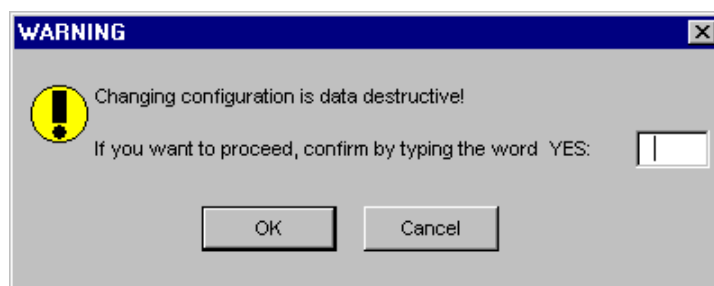 WARNING
Changing configuration is data destructive!
If you want to proceed, confirm by typing the word YES:
OK Cancel